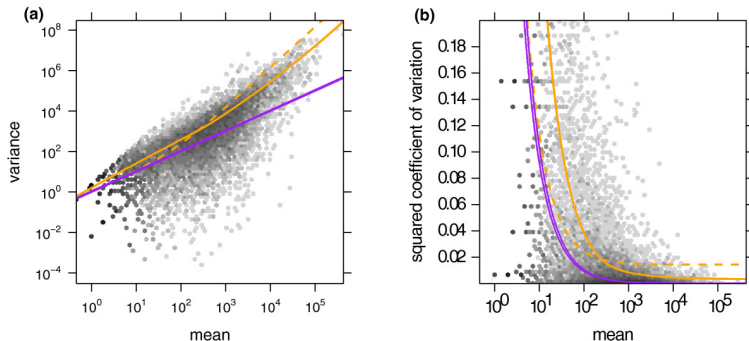 (a)
10^8
10^6
10^4
10^2
10^0
10^−2
10^−4
variance
10^0 10^1 10^2 10^3 10^4 10^5
mean
(b)
0.18
0.16
0.14
0.12
0.10
0.08
0.06
0.04
0.02
squared coefficient of variation
10^0 10^1 10^2 10^3 10^4 10^5
mean